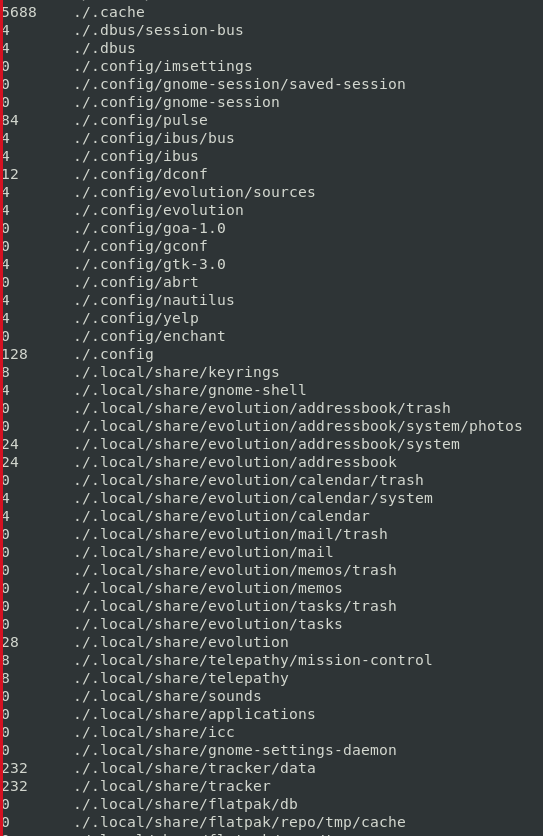 5688 ./.cache
4 ./.dbus/session-bus
4 ./.dbus
0 ./.config/imsettings
0 ./.config/gnome-session/saved-session
0 ./.config/gnome-session
84 ./.config/pulse
4 ./.config/ibus/bus
4 ./.config/ibus
12 ./.config/dconf
4 ./.config/evolution/sources
4 ./.config/evolution
0 ./.config/goa-1.0
0 ./.config/gconf
4 ./.config/gtk-3.0
0 ./.config/abrt
4 ./.config/nautilus
4 ./.config/yelp
0 ./.config/enchant
128 ./.config
8 ./.local/share/keyrings
4 ./.local/share/gnome-shell
0 ./.local/share/evolution/addressbook/trash
0 ./.local/share/evolution/addressbook/system/photos
24 ./.local/share/evolution/addressbook/system
24 ./.local/share/evolution/addressbook
0 ./.local/share/evolution/calendar/trash
4 ./.local/share/evolution/calendar/system
4 ./.local/share/evolution/calendar
0 ./.local/share/evolution/mail/trash
0 ./.local/share/evolution/mail
0 ./.local/share/evolution/memos/trash
0 ./.local/share/evolution/memos
0 ./.local/share/evolution/tasks/trash
0 ./.local/share/evolution/tasks
28 ./.local/share/evolution
8 ./.local/share/telepathy/mission-control
8 ./.local/share/telepathy
0 ./.local/share/sounds
0 ./.local/share/applications
0 ./.local/share/icc
0 ./.local/share/gnome-settings-daemon
232 ./.local/share/tracker/data
232 ./.local/share/tracker
0 ./.local/share/flatpak/db
0 ./.local/share/flatpak/repo/tmp/cache